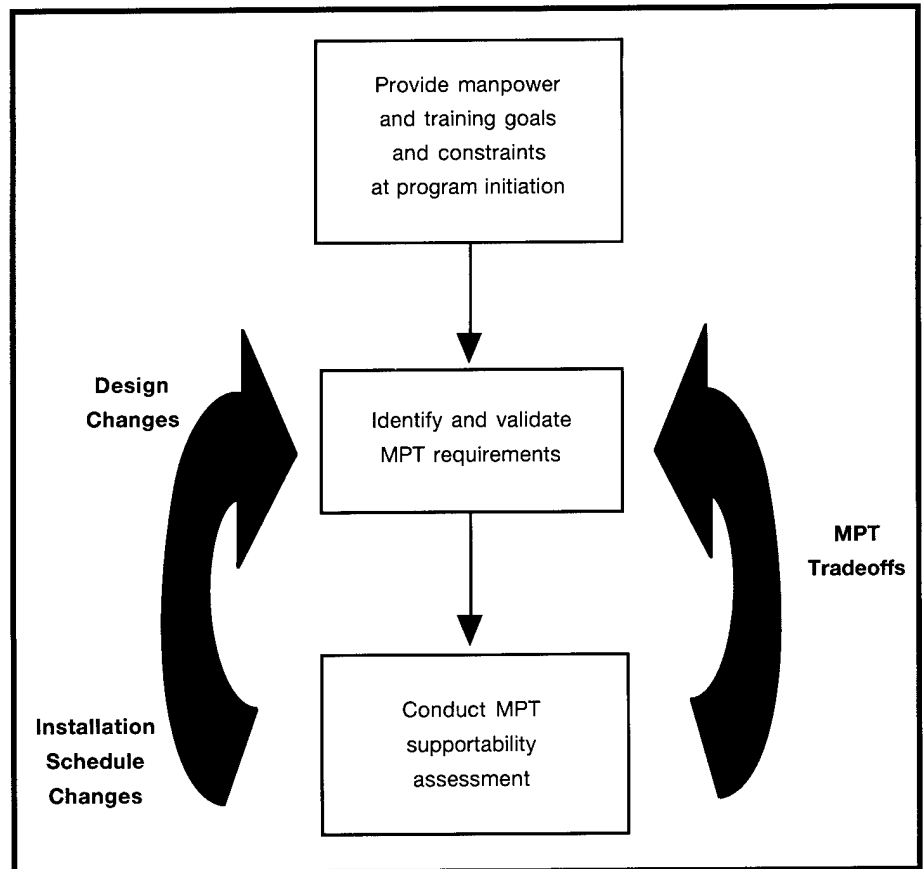 Provide manpower
and training goals
and constraints
at program initiation
Design
Changes
Identify and validate
MPT requirements
MPT
Tradeoffs
Installation
Schedule
Changes
Conduct MPT
supportability
assessment